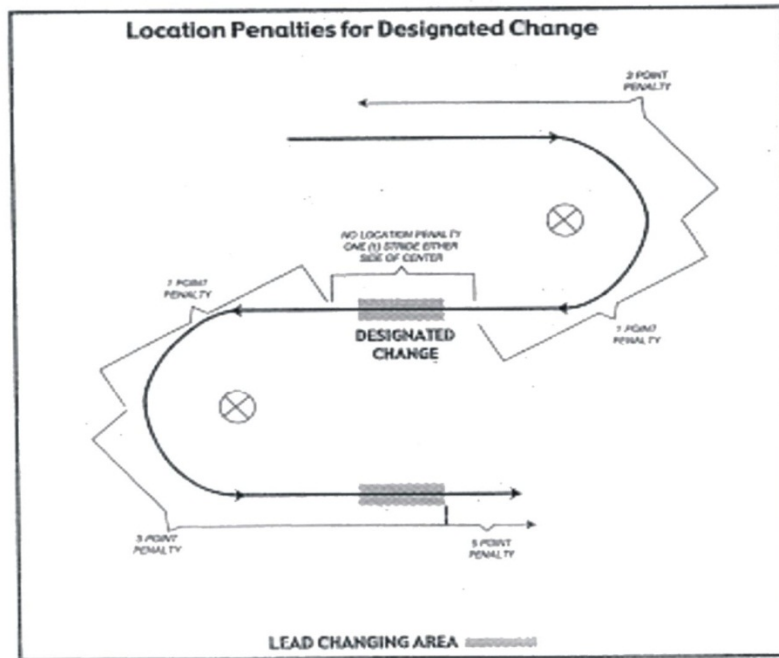 Location Penalties for Designated Change
3 POINT
PENALTY
NO LOCATION PENALTY
ONE (1) STRIDE EITHER
SIDE OF CENTER
1 POINT
PENALTY
DESIGNATED
CHANGE
1 POINT
PENALTY
3 POINT
PENALTY
5 POINT
PENALTY
LEAD CHANGING AREA